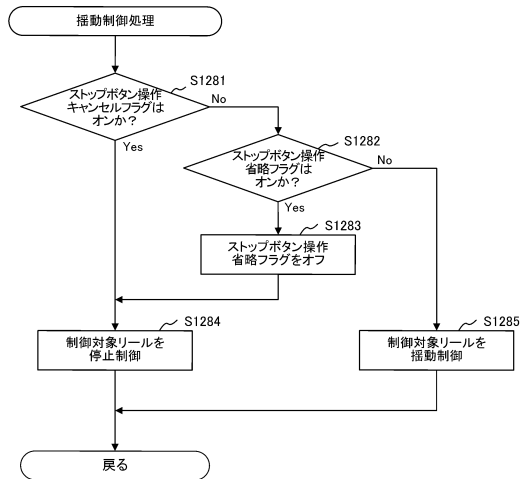 揺動制御処理
S1281
ストップボタン操作
キャンセルフラグは
オンか？
No
Yes
S1282
ストップボタン操作
省略フラグは
オンか？
No
Yes
S1283
ストップボタン操作
省略フラグをオフ
S1284
制御対象リールを
停止制御
S1285
制御対象リールを
揺動制御
戻る